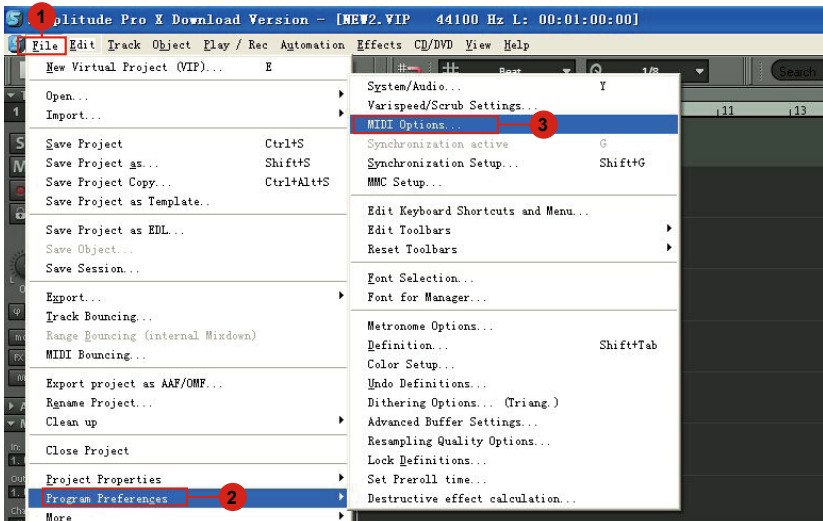 1
plitude Pro X Download Version - [NEW2.VIP 44100 Hz L: 00:01:00:00]
File Edit Track Object Play / Rec Automation Effects CD/DVD View Help
New Virtual Project (VIP)... E
Open...
Import...
Save Project Ctrl+S
Save Project as... Shift+S
Save Project Copy... Ctrl+Alt+S
Save Project as Template..
Save Project as EDL...
Save Object...
Save Session...
Export...
Track Bouncing...
Range Bouncing (internal Mixdown)
MIDI Bouncing...
Export project as AAF/OMF...
Rename Project...
Clean up
Close Project
Project Properties
Program Preferences 2
More
Beat 1/8 Search
System/Audio... Y
Varispeed/Scrub Settings...
MIDI Options... 3
Synchronization active G
Synchronization Setup... Shift+G
MMC Setup...
Edit Keyboard Shortcuts and Menu...
Edit Toolbars
Reset Toolbars
Font Selection...
Font for Manager...
Metronome Options...
Definition... Shift+Tab
Color Setup...
Undo Definitions...
Dithering Options... (Triang.)
Advanced Buffer Settings...
Resampling Quality Options...
Lock Definitions...
Set Preroll time...
Destructive effect calculation...
11 13
1
S
M
In:
Out
Cha